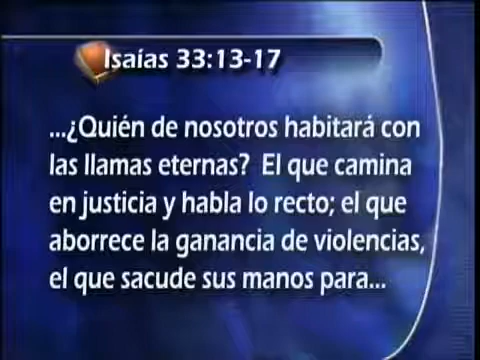 Isaías 33:13-17
...¿Quién de nosotros habitará con
las llamas eternas?  El que camina
en justicia y habla lo recto; el que
aborrece la ganancia de violencias,
el que sacude sus manos para...